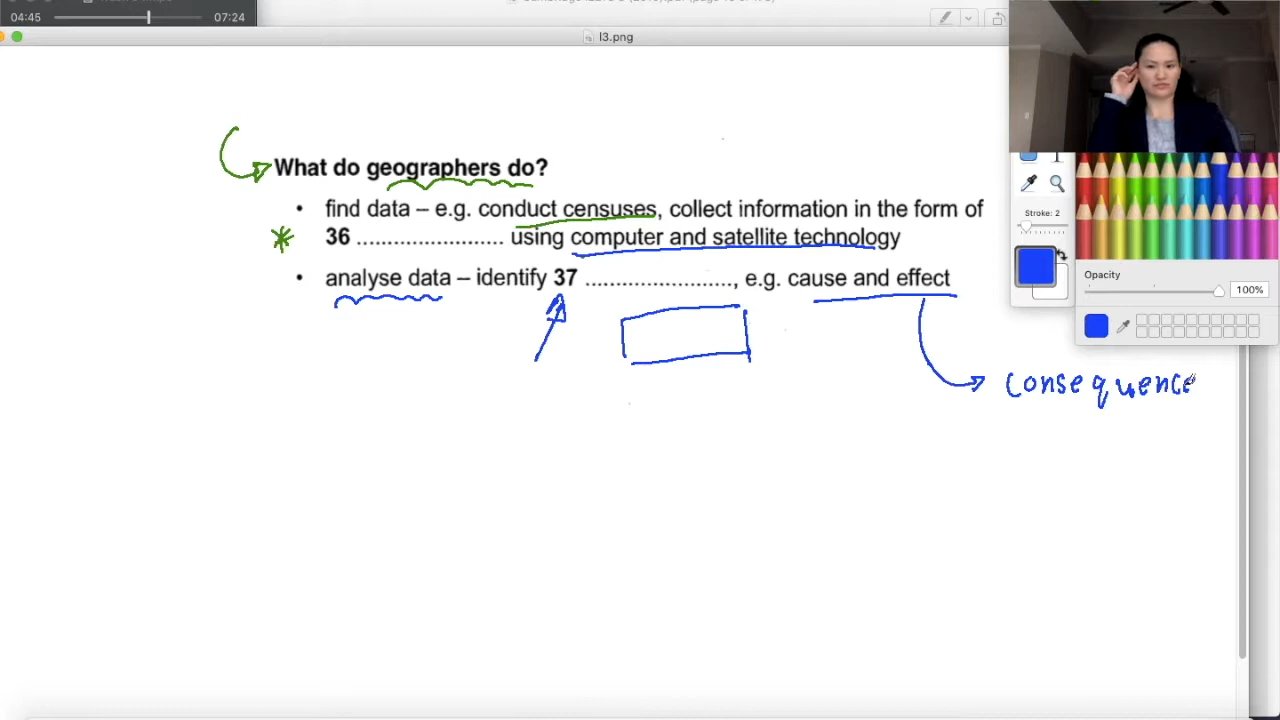 04:45
07:24
l3.png
What do geographers do?
• find data – e.g. conduct censuses, collect information in the form of
36 ........................ using computer and satellite technology
• analyse data – identify 37 ........................, e.g. cause and effect
consequence
Stroke: 2
Opacity
100%